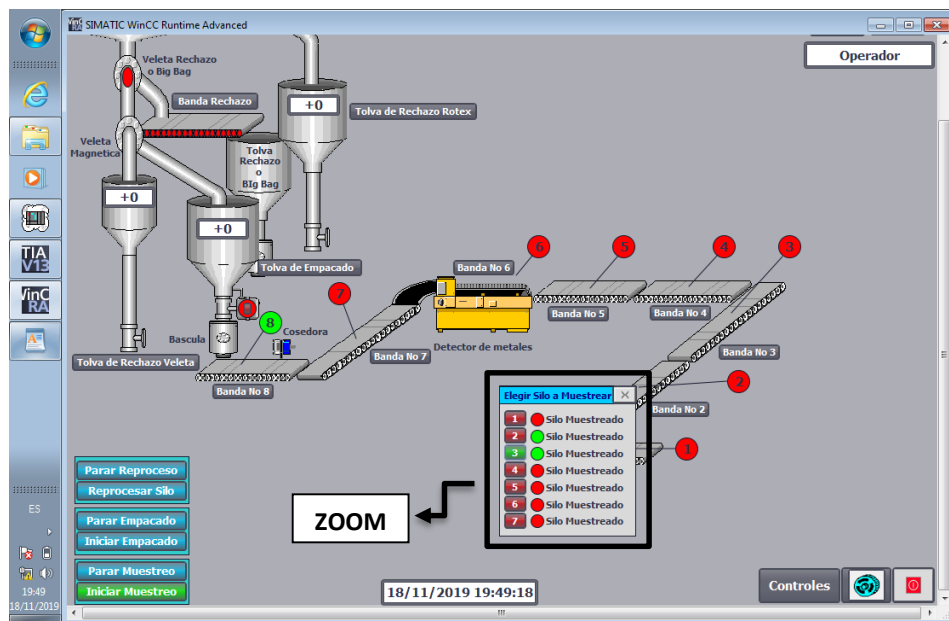 SIMATIC WinCC Runtime Advanced
Operador
Veleta Rechazo
o Big Bag
Banda Rechazo
+0
Tolva de Rechazo Rotex
Veleta
Magnetica
Tolva
Rechazo
o
BIg Bag
+0
+0
Tolva de Empacado
Banda No 6
6
5
4
3
7
8
Bascula
Cosedora
Banda No 5
Banda No 4
Detector de metales
Banda No 7
Banda No 3
Tolva de Rechazo Veleta
Banda No 8
2
Banda No 2
1
Elegir Silo a Muestrear
1 Silo Muestreado
2 Silo Muestreado
3 Silo Muestreado
4 Silo Muestreado
5 Silo Muestreado
6 Silo Muestreado
7 Silo Muestreado
ZOOM
Parar Reproceso
Reprocesar Silo
Parar Empacado
Iniciar Empacado
Parar Muestreo
Iniciar Muestreo
18/11/2019 19:49:18
Controles
TIA
V13
WinC
RA
ES
19:49
18/11/2019